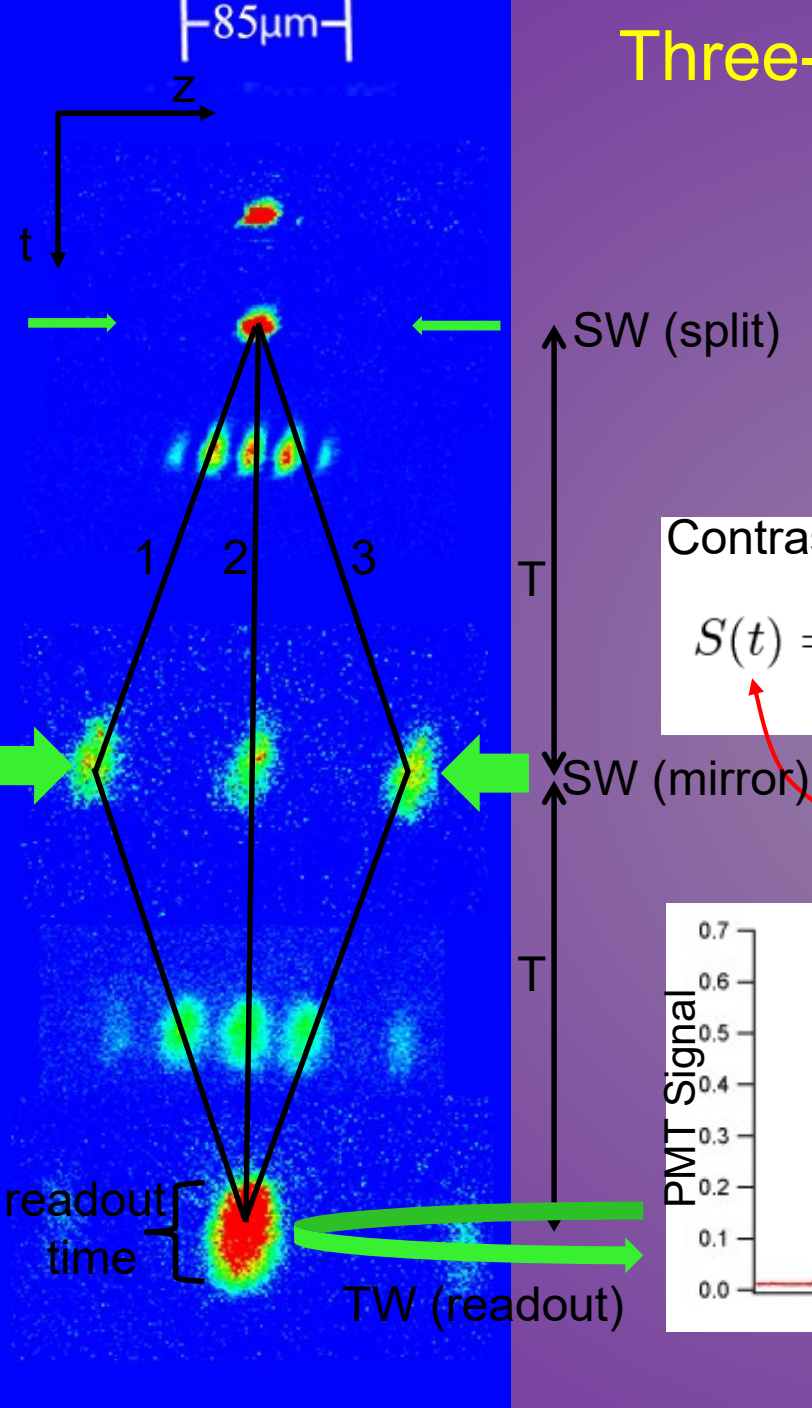 85μm
Three-
z
t
SW (split)
1
2
3
T
Contras
S(t) =
SW (mirror)
T
0.7
0.6
0.5
0.4
0.3
0.2
0.1
0.0
PMT Signal
readout
time
TW (readout)